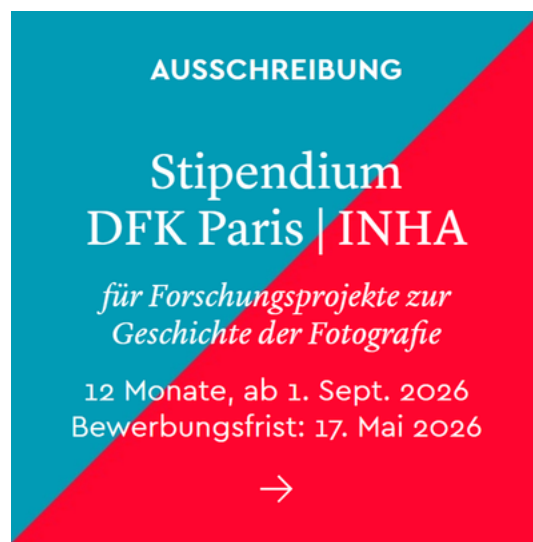 AUSSCHREIBUNG
Stipendium
DFK Paris | INHA
für Forschungsprojekte zur
Geschichte der Fotografie
12 Monate, ab 1. Sept. 2026
Bewerbungsfrist: 17. Mai 2026
→